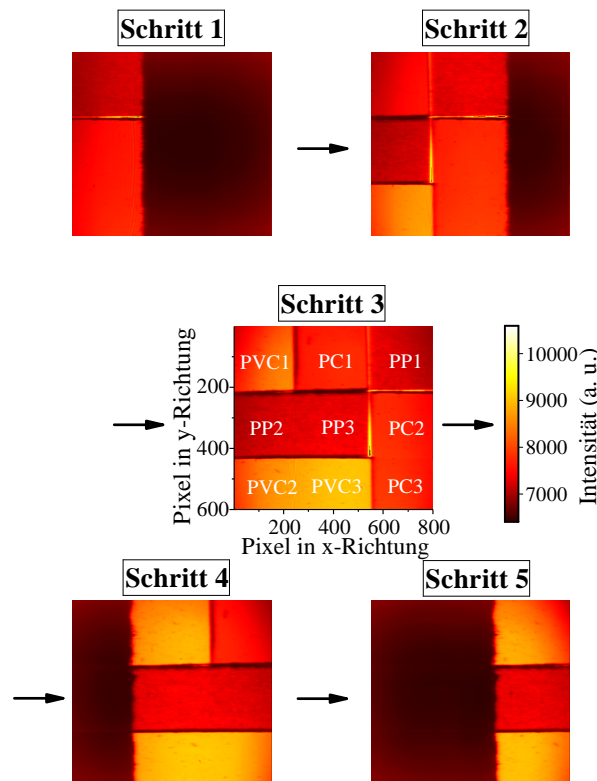 Schritt 1
Schritt 2
Schritt 3
Pixel in y-Richtung
200
400
600
PVC1 PC1 PP1
PP2 PP3 PC2
PVC2 PVC3 PC3
200 400 600 800
Pixel in x-Richtung
10000
9000
8000
7000
Intensität (a. u.)
Schritt 4
Schritt 5